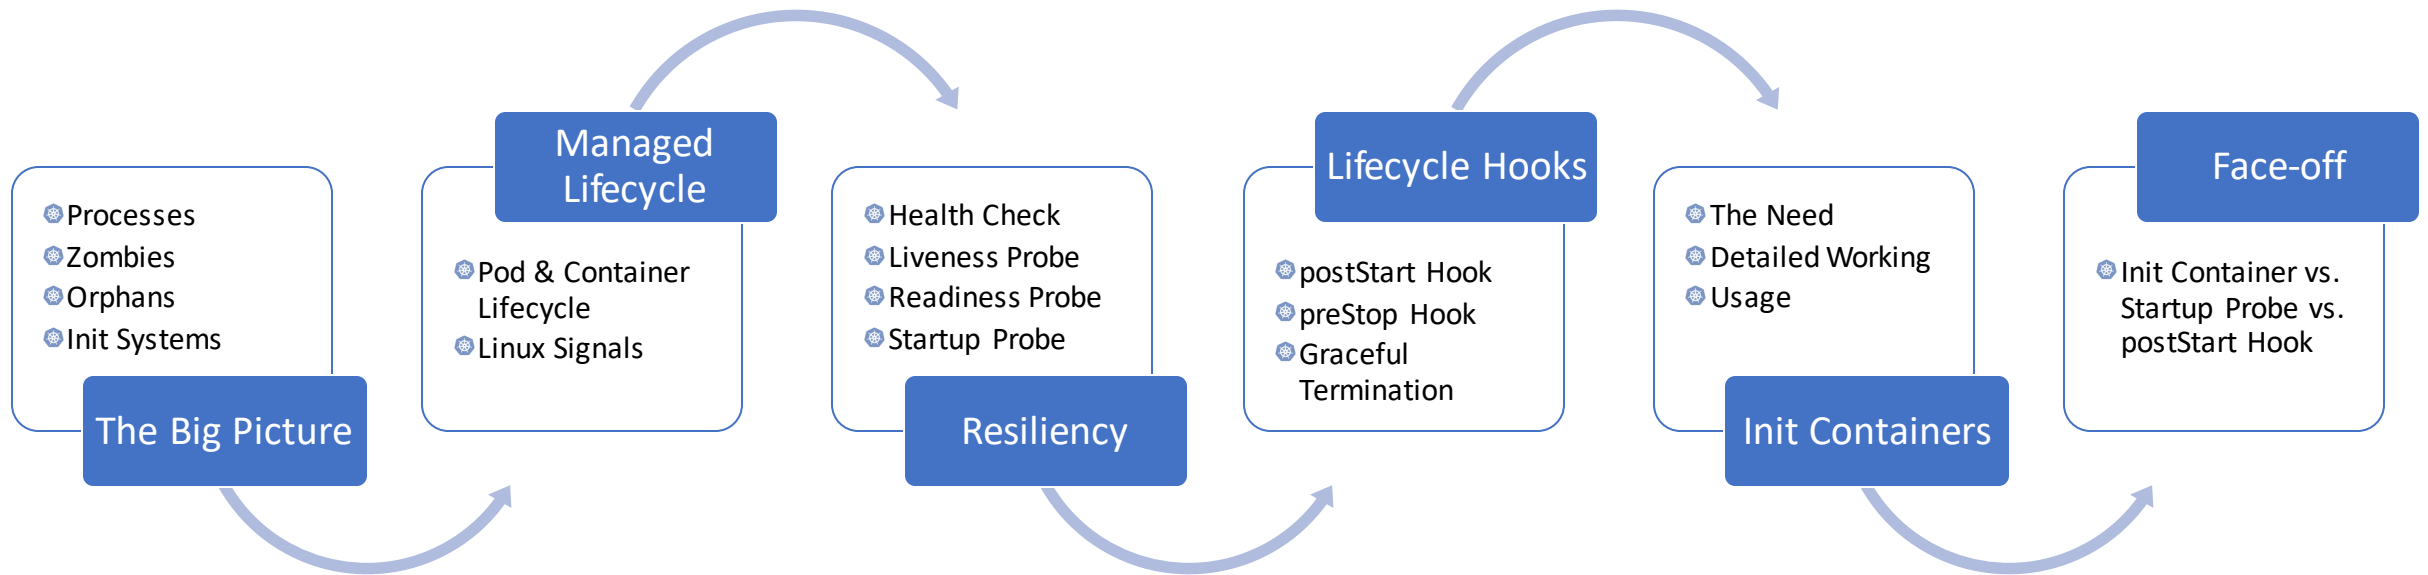 Processes
Zombies
Orphans
Init Systems
The Big Picture
Managed
Lifecycle
Pod & Container
Lifecycle
Linux Signals
Health Check
Liveness Probe
Readiness Probe
Startup Probe
Resiliency
Lifecycle Hooks
postStart Hook
preStop Hook
Graceful
Termination
The Need
Detailed Working
Usage
Init Containers
Face-off
Init Container vs.
Startup Probe vs.
postStart Hook